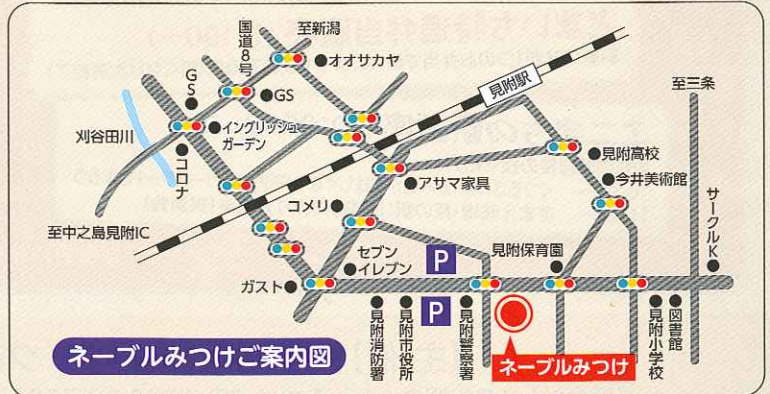 国道8号
至新潟
オオサカヤ
GS
GS
見附駅
至三条
刈谷田川
イングリッシュ
ガーデン
コロナ
アサマ家具
見附高校
今井美術館
コメリ
サークルK
至中之島見附IC
セブン
イレブン
P
見附保育園
ガスト
P
見附消防署
見附市役所
見附警察署
見附小学校
図書館
ネーブルみつけご案内図
ネーブルみつけ